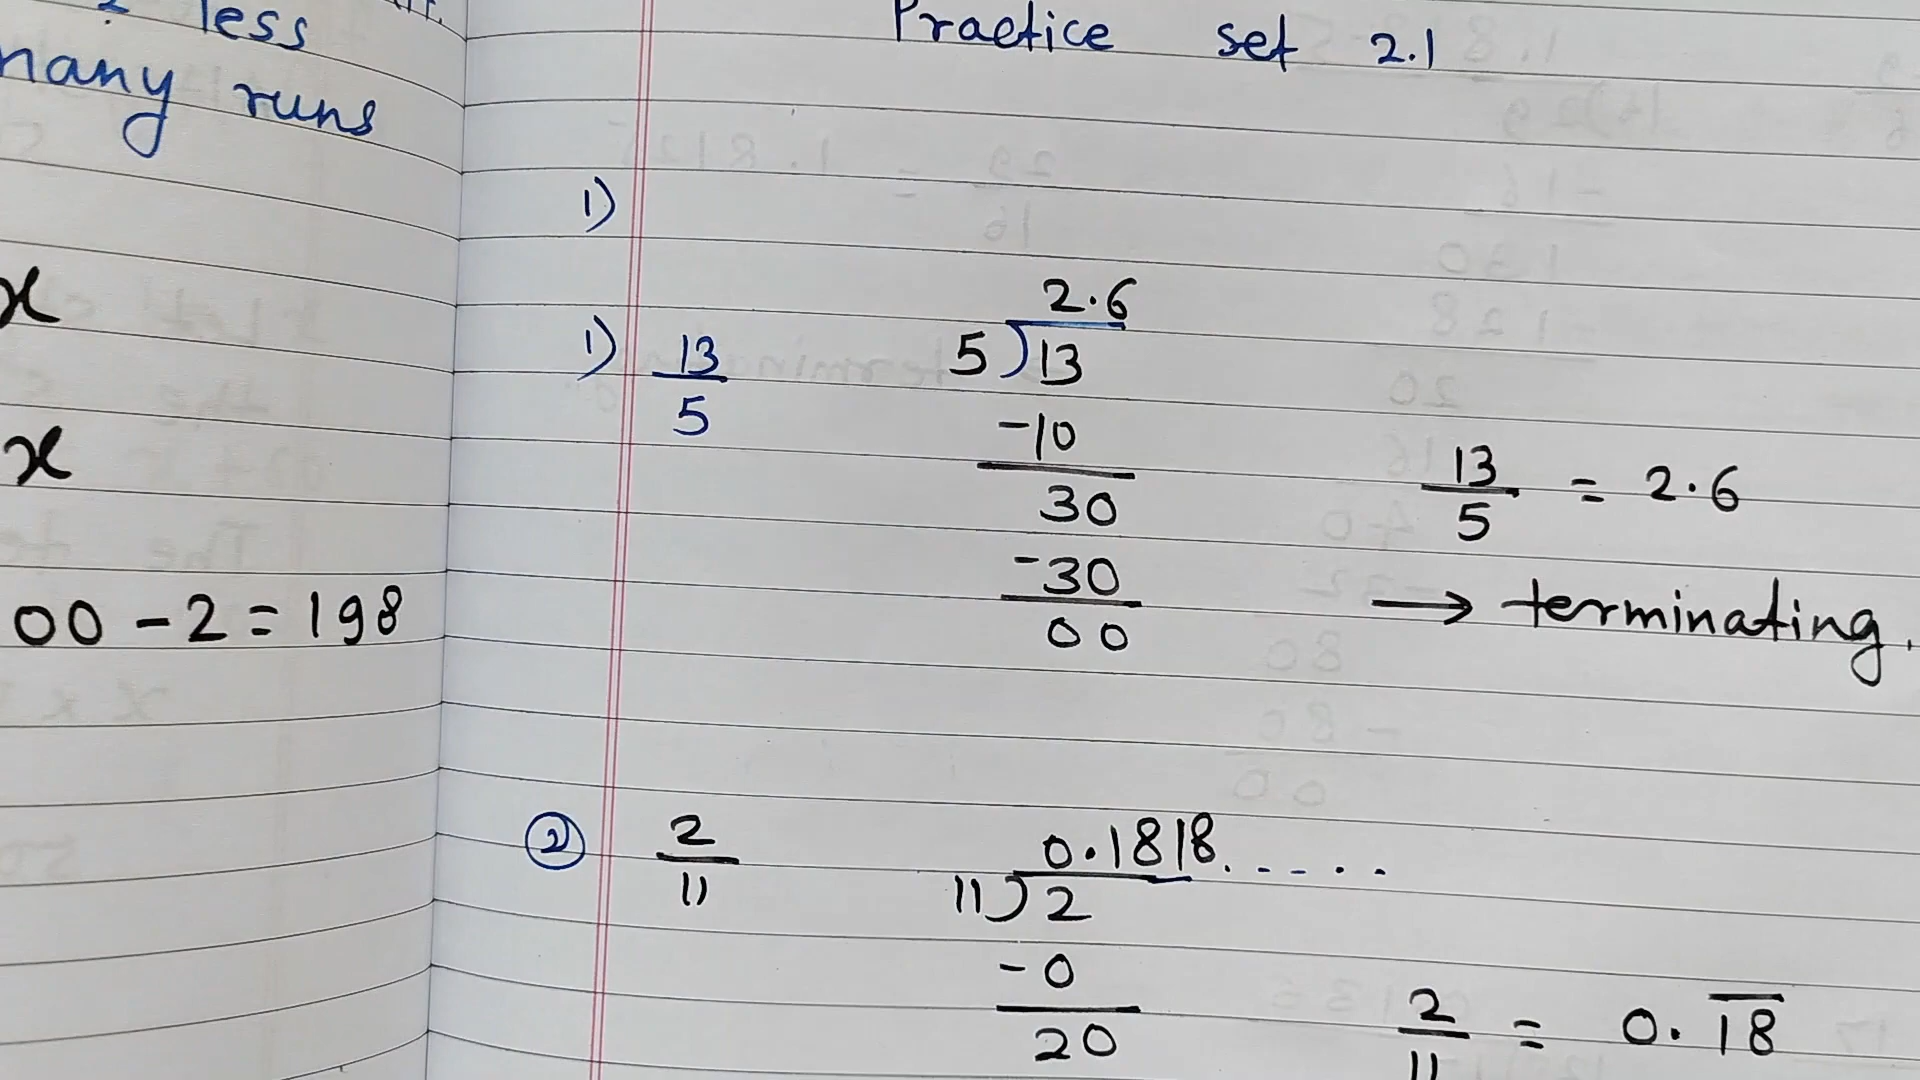 less
many runs
x
x
00 - 2 = 198
Practice set 2.1
1)
1) 13/5
2.6
5)13
-10
30
-30
00
13/5 = 2.6
→ terminating.
② 2/11
0.1818.....
11)2
-0
20
2/11 = 0.1̅8̅